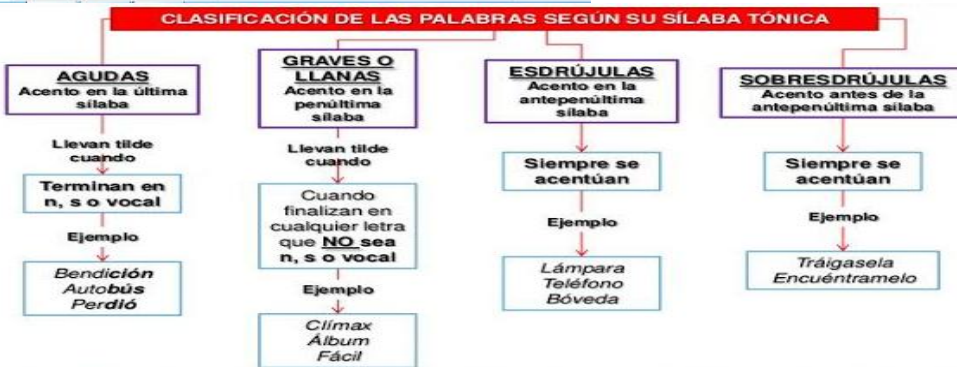 CLASIFICACIÓN DE LAS PALABRAS SEGÚN SU SÍLABA TÓNICA
AGUDAS
Acento en la última
sílaba
Llevan tilde
cuando
Terminan en
n, s o vocal
Ejemplo
Bendición
Autobús
Perdió
GRAVES O
LLANAS
Acento en la
penúltima
sílaba
Llevan tilde
cuando
Cuando
finalizan en
cualquier letra
que NO sea
n, s o vocal
Ejemplo
Clímax
Álbum
Fácil
ESDRÚJULAS
Acento en la
antepenúltima
sílaba
Siempre se
acentúan
Ejemplo
Lámpara
Teléfono
Bóveda
SOBRESDRÚJULAS
Acento antes de la
antepenúltima sílaba
Siempre se
acentúan
Ejemplo
Tráigasela
Encuéntramelo